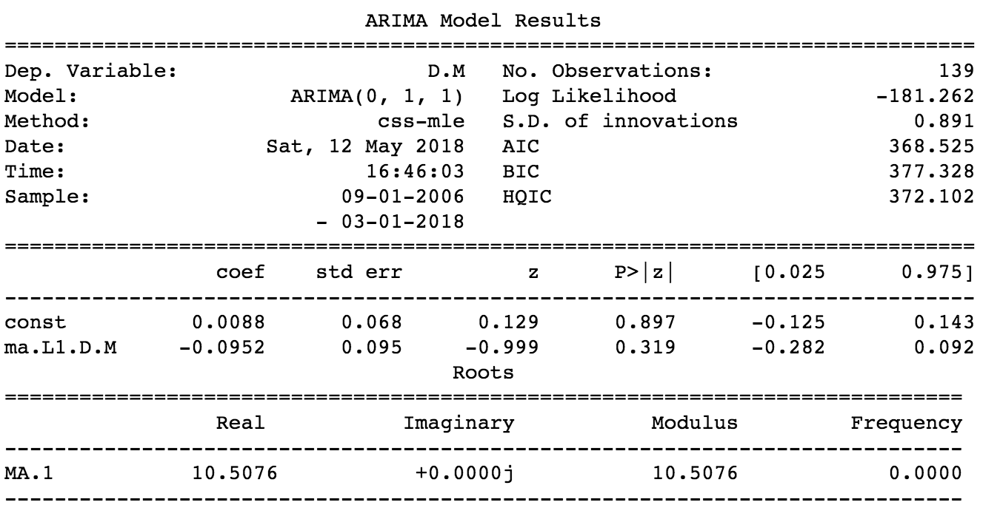 ARIMA Model Results
==============================================================================
Dep. Variable:                    D.M   No. Observations:                  139
Model:                 ARIMA(0, 1, 1)   Log Likelihood                -181.262
Method:                       css-mle   S.D. of innovations              0.891
Date:                Sat, 12 May 2018   AIC                            368.525
Time:                        16:46:03   BIC                            377.328
Sample:                    09-01-2006   HQIC                           372.102
- 03-01-2018
==============================================================================
coef    std err          z      P>|z|      [0.025      0.975]
------------------------------------------------------------------------------
const          0.0088      0.068      0.129      0.897      -0.125       0.143
ma.L1.D.M     -0.0952      0.095     -0.999      0.319      -0.282       0.092
Roots
=============================================================================
Real           Imaginary           Modulus         Frequency
-----------------------------------------------------------------------------
MA.1           10.5076           +0.0000j           10.5076            0.0000
-----------------------------------------------------------------------------